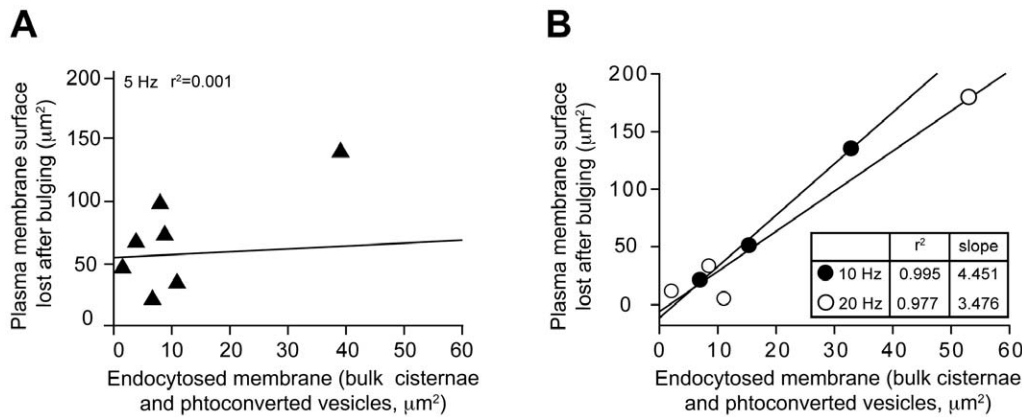 A
Plasma membrane surface
lost after bulging (μm²)
200
150
100
50
0
5 Hz r²=0.001
0 10 20 30 40 50 60
Endocytosed membrane (bulk cisternae
and phtoconverted vesicles, μm²)
B
Plasma membrane surface
lost after bulging (μm²)
200
150
100
50
0
r² slope
10 Hz 0.995 4.451
20 Hz 0.977 3.476
0 10 20 30 40 50 60
Endocytosed membrane (bulk cisternae
and phtoconverted vesicles, μm²)